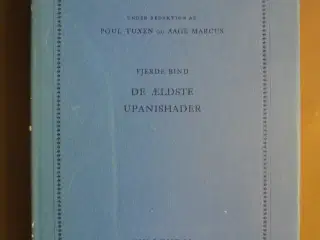 UNDER REDAKTION AF
POUL TUXEN OG AAGE MARCUS
FJERDE BIND
DE ÆLDSTE
UPANISHADER